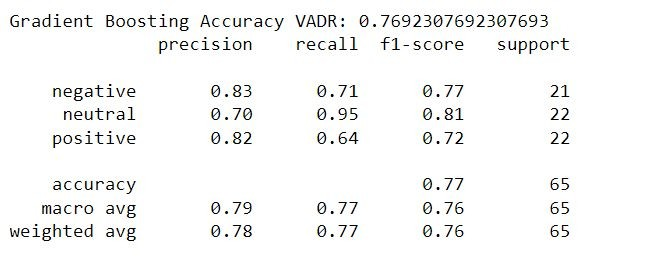 Gradient Boosting Accuracy VADR: 0.7692307692307693
precision recall f1-score support
negative 0.83 0.71 0.77 21
neutral 0.70 0.95 0.81 22
positive 0.82 0.64 0.72 22
accuracy 0.77 65
macro avg 0.79 0.77 0.76 65
weighted avg 0.78 0.77 0.76 65